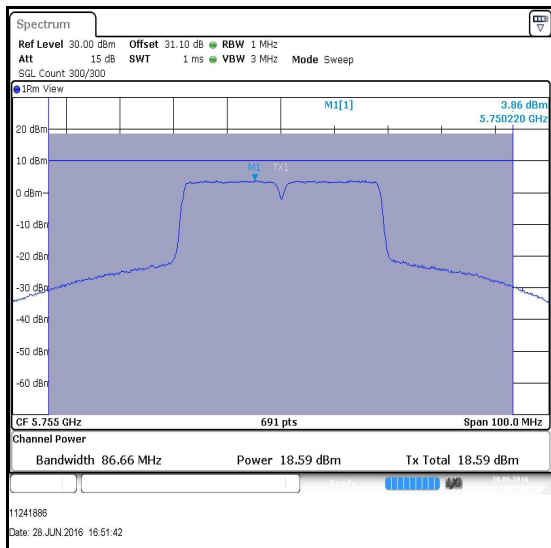 Spectrum
Ref Level 30.00 dBm Offset 31.10 dB RBW 1 MHz
Att 15 dB SWT 1 ms VBW 3 MHz Mode Sweep
SGL Count 300/300
1Rm View
M1[1] 3.86 dBm
5.750220 GHz
20 dBm
10 dBm
M1 TX1
0 dBm
-10 dBm
-20 dBm
-30 dBm
-40 dBm
-50 dBm
-60 dBm
CF 5.755 GHz 691 pts Span 100.0 MHz
Channel Power
Bandwidth 86.66 MHz Power 18.59 dBm Tx Total 18.59 dBm
28.06.2016
11241886
Date: 28.JUN.2016 16:51:42